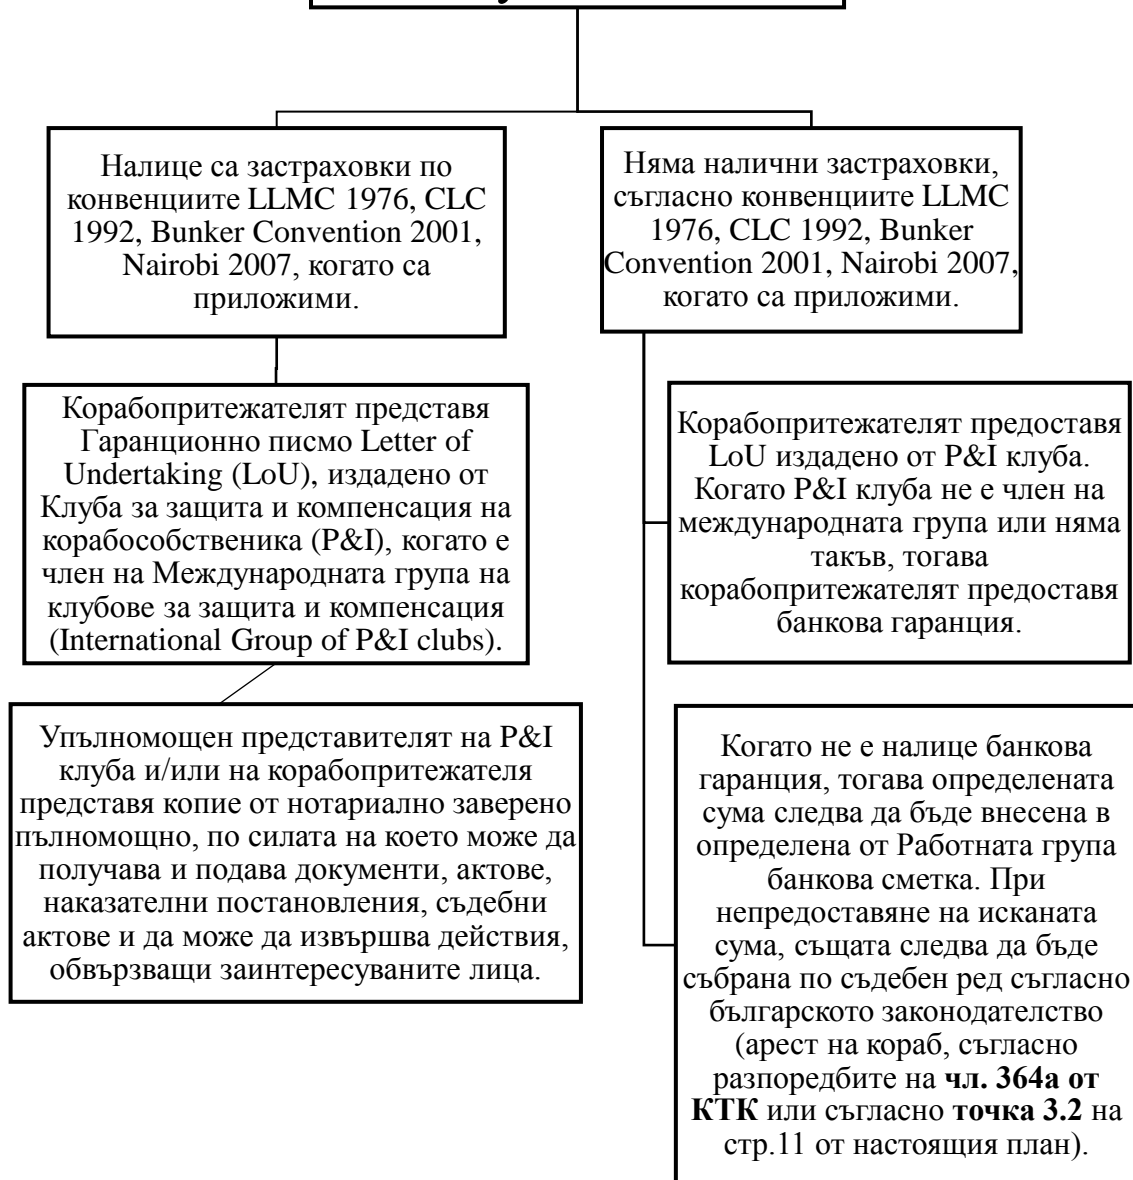 Налице са застраховки по
конвенциите LLMC 1976, CLC
1992, Bunker Convention 2001,
Nairobi 2007, когато са
приложими.
Корабопритежателят представя
Гаранционно писмо Letter of
Undertaking (LoU), издадено от
Клуба за защита и компенсация на
корабособственика (P&I), когато е
член на Международната група на
клубове за защита и компенсация
(International Group of P&I clubs).
Упълномощен представителят на P&I
клуба и/или на корабопритежателя
представя копие от нотариално заверено
пълномощно, по силата на което може да
получава и подава документи, актове,
наказателни постановления, съдебни
актове и да може да извършва действия,
обвързващи заинтересуваните лица.
Няма налични застраховки,
съгласно конвенциите LLMC
1976, CLC 1992, Bunker
Convention 2001, Nairobi 2007,
когато са приложими.
Корабопритежателят предоставя
LoU издадено от P&I клуба.
Когато P&I клуба не е член на
международната група или няма
такъв, тогава
корабопритежателят предоставя
банкова гаранция.
Когато не е налице банкова
гаранция, тогава определената
сума следва да бъде внесена в
определена от Работната група
банкова сметка. При
непредоставяне на исканата
сума, същата следва да бъде
събрана по съдебен ред съгласно
българското законодателство
(арест на кораб, съгласно
разпоредбите на чл. 364а от
КТК или съгласно точка 3.2 на
стр.11 от настоящия план).